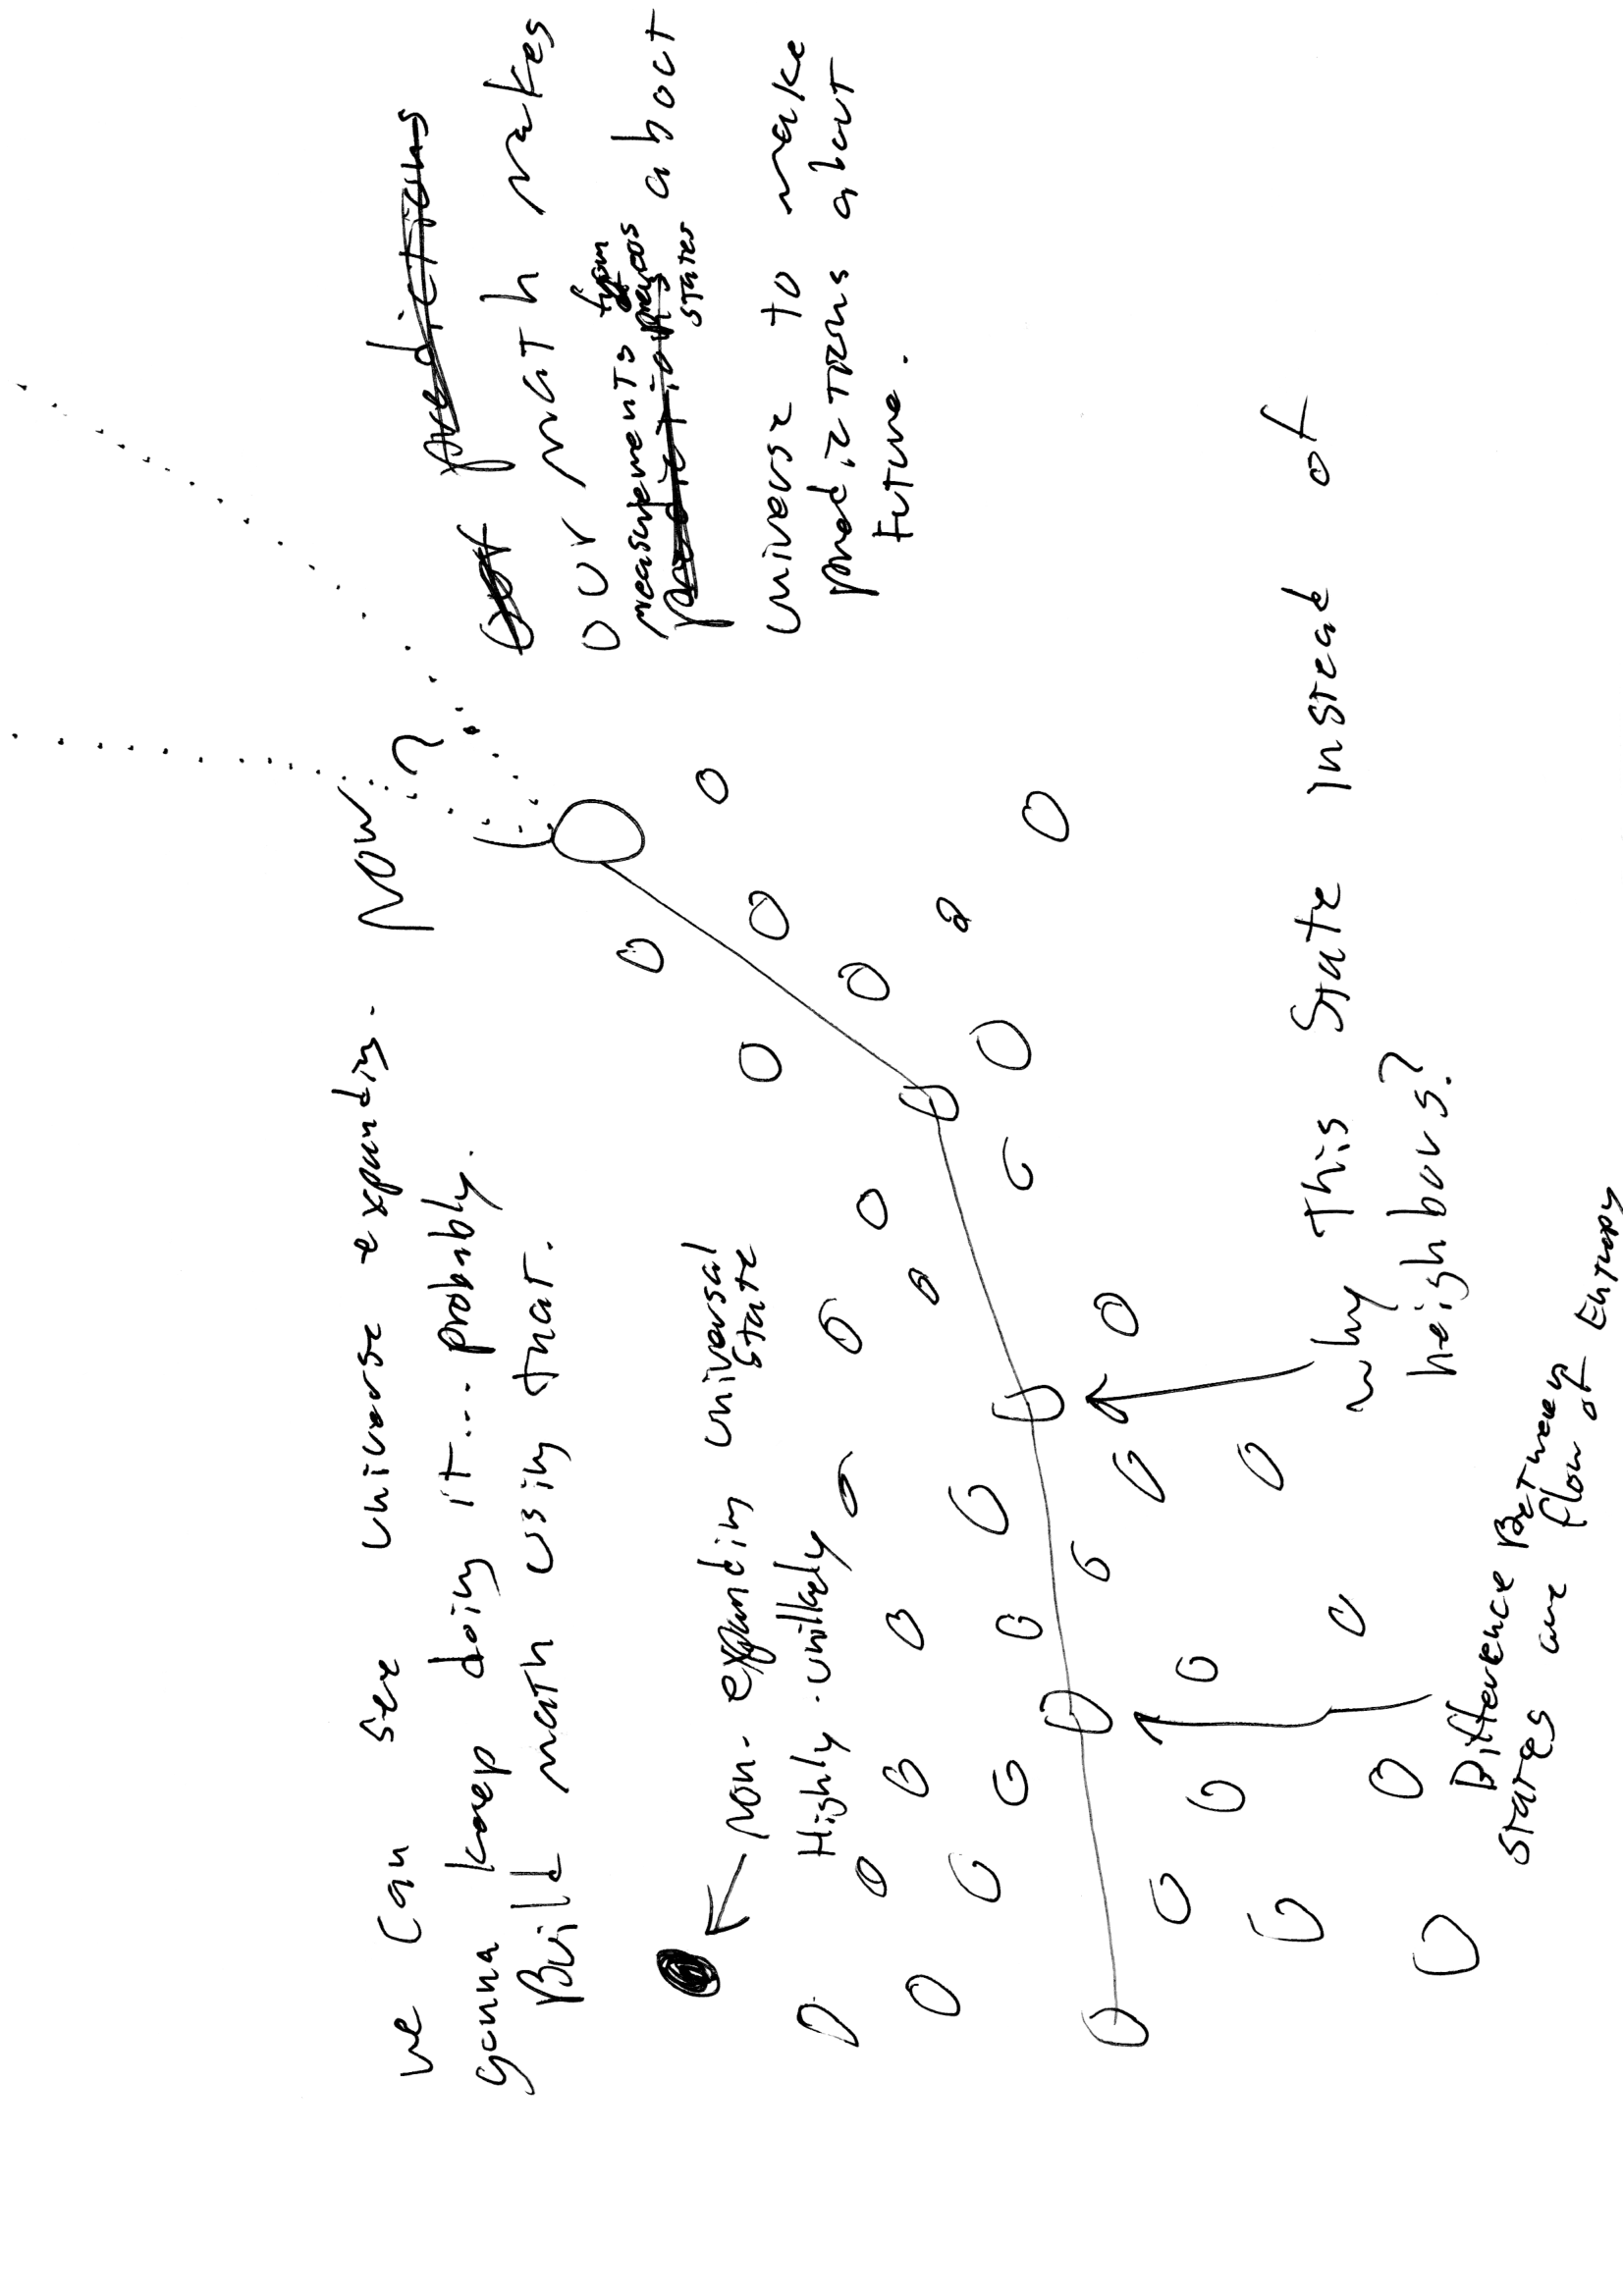 we can see universe expanding.
gonna keep doing it... probably.
Build math using that.
Now?
predictions
our math makes
measurements from
states about
universe to make
predictions about
future.
non-expanding universal
state
Highly unlikely
why This State instead of
neighbours?
Difference Between
states are flow of Entropy